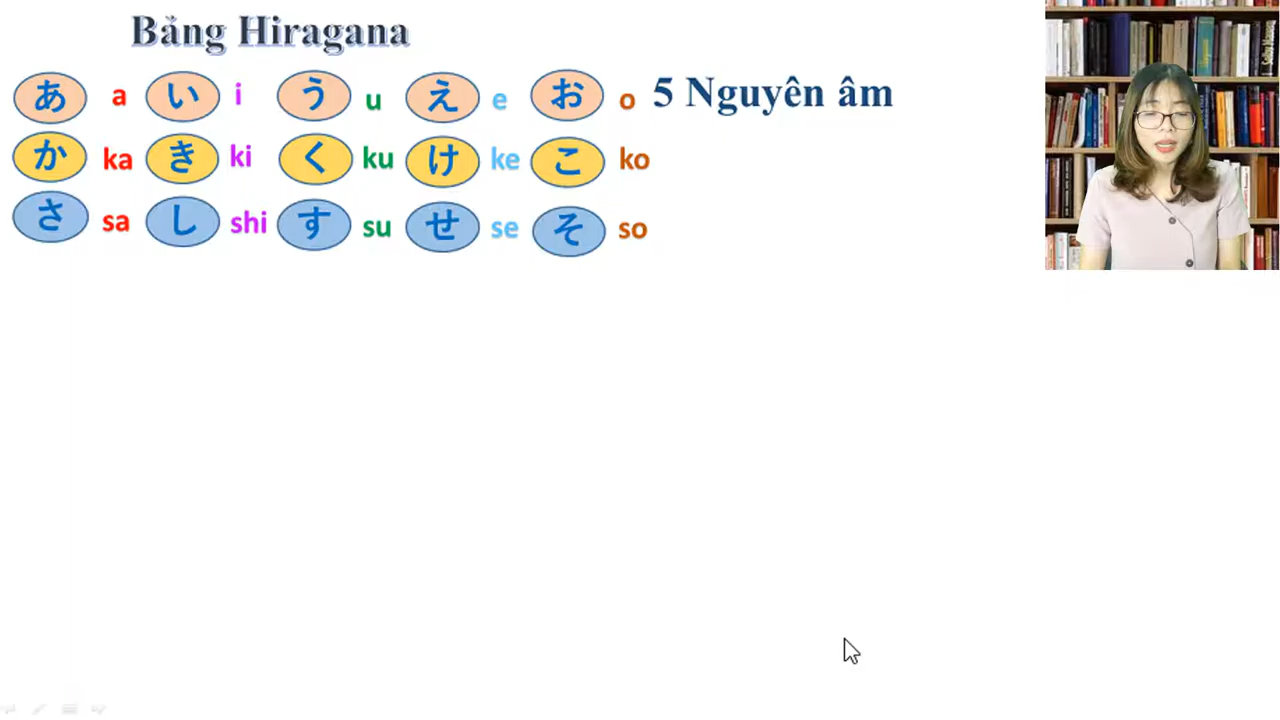 Bảng Hiragana
あ a い i う u え e お o 5 Nguyên âm
か ka き ki く ku け ke こ ko
さ sa し shi す su せ se そ so